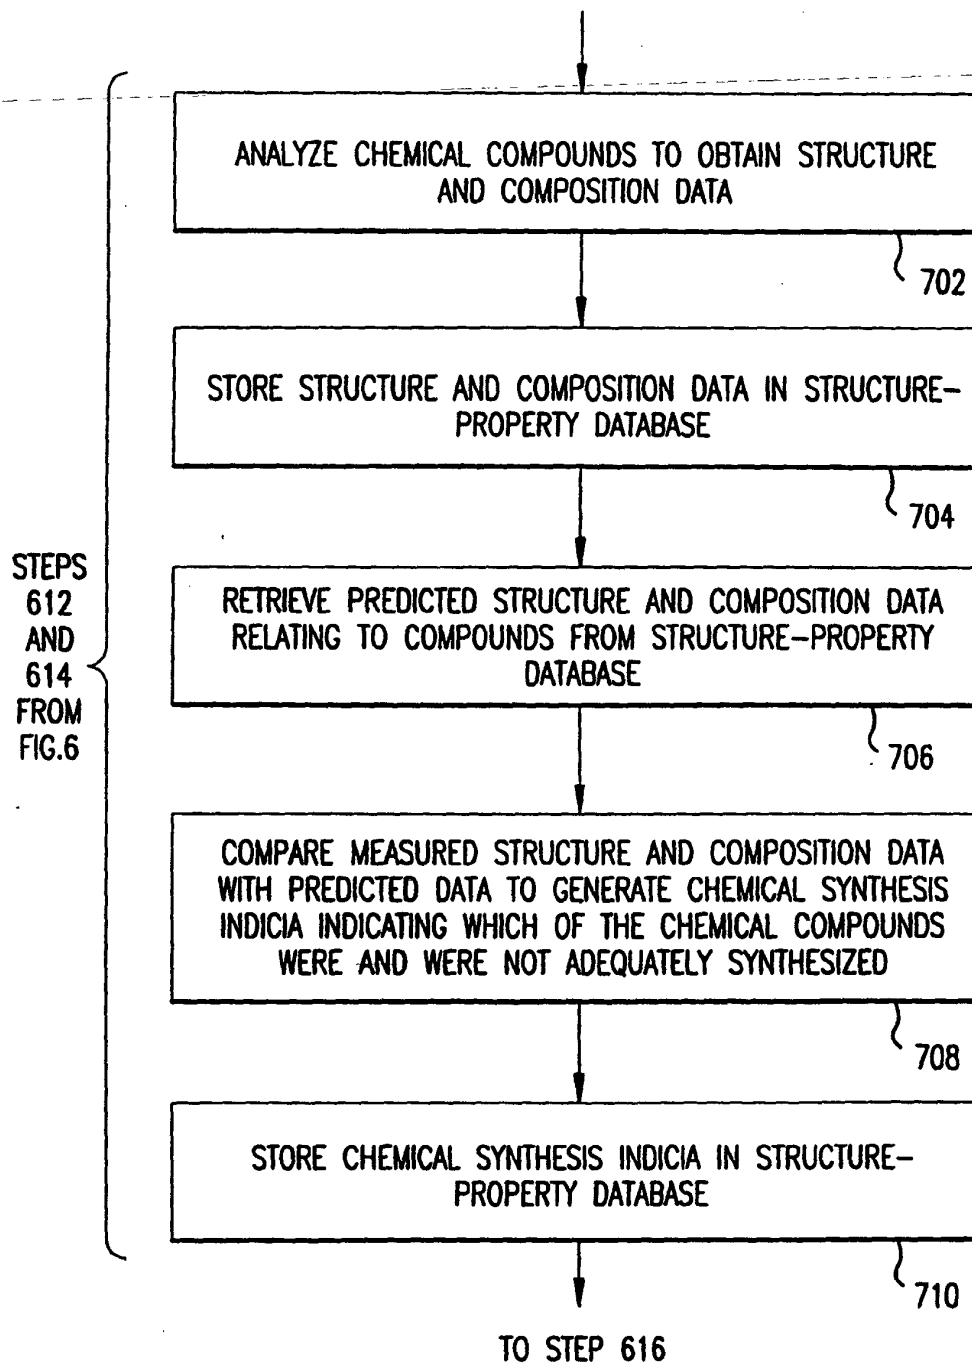 ANALYZE CHEMICAL COMPOUNDS TO OBTAIN STRUCTURE
AND COMPOSITION DATA
702
STORE STRUCTURE AND COMPOSITION DATA IN STRUCTURE-
PROPERTY DATABASE
704
STEPS
612
AND
614
FROM
FIG.6
RETRIEVE PREDICTED STRUCTURE AND COMPOSITION DATA
RELATING TO COMPOUNDS FROM STRUCTURE-PROPERTY
DATABASE
706
COMPARE MEASURED STRUCTURE AND COMPOSITION DATA
WITH PREDICTED DATA TO GENERATE CHEMICAL SYNTHESIS
INDICIA INDICATING WHICH OF THE CHEMICAL COMPOUNDS
WERE AND WERE NOT ADEQUATELY SYNTHESIZED
708
STORE CHEMICAL SYNTHESIS INDICIA IN STRUCTURE-
PROPERTY DATABASE
710
TO STEP 616